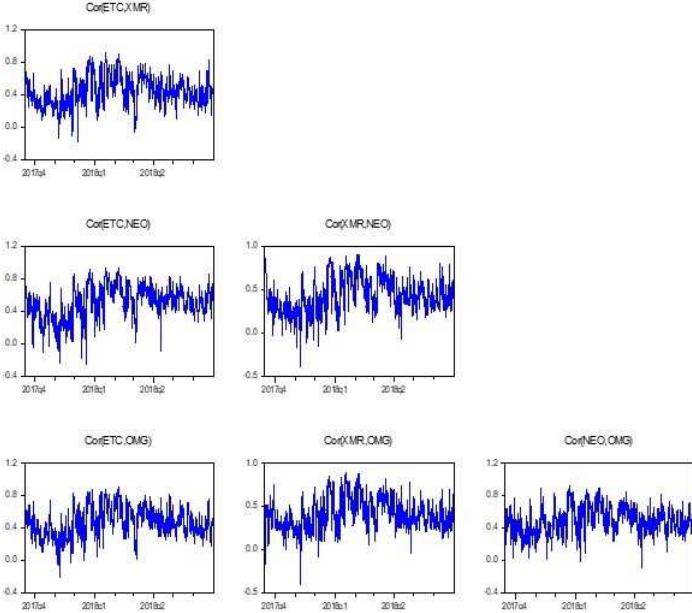 Cor(ETC,XMR)
1.2
0.8
0.4
0.0
-0.4
2017q4 2018q1 2018q2
Cor(ETC,NEO) Cor(XMR,NEO)
1.2 1.0
0.8 0.5
0.4 0.0
0.0
-0.4 -0.5
2017q4 2018q1 2018q2 2017q4 2018q1 2018q2
Cor(ETC,OMG) Cor(XMR,OMG) Cor(NEO,OMG)
1.2 1.0 1.2
0.8 0.5 0.8
0.4 0.0 0.4
0.0 0.0
-0.4 -0.5 -0.4
2017q4 2018q1 2018q2 2017q4 2018q1 2018q2 2017q4 2018q1 2018q2